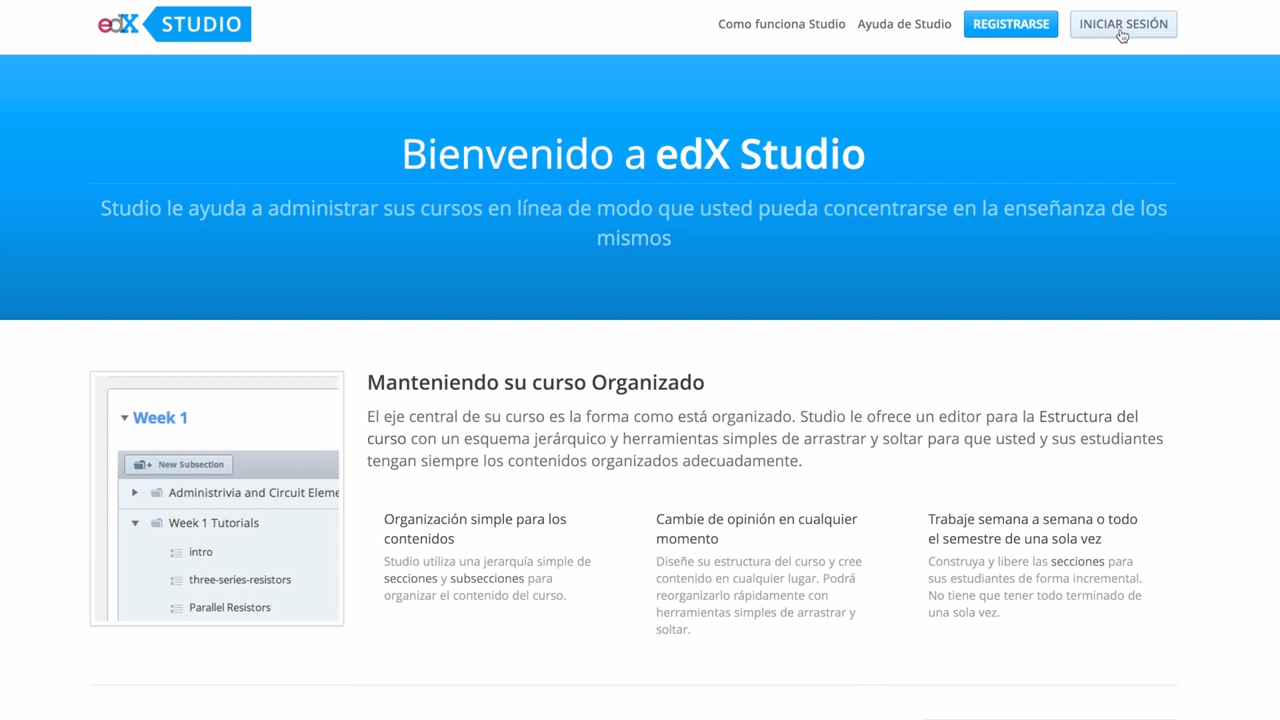 edX STUDIO
Como funciona Studio
Ayuda de Studio
REGISTRARSE
INICIAR SESIÓN
Bienvenido a edX Studio
Studio le ayuda a administrar sus cursos en línea de modo que usted pueda concentrarse en la enseñanza de los
mismos
Week 1
New Subsection
Administrivia and Circuit Eleme
Week 1 Tutorials
intro
three-series-resistors
Parallel Resistors
Manteniendo su curso Organizado
El eje central de su curso es la forma como está organizado. Studio le ofrece un editor para la Estructura del
curso con un esquema jerárquico y herramientas simples de arrastrar y soltar para que usted y sus estudiantes
tengan siempre los contenidos organizados adecuadamente.
Organización simple para los
contenidos
Studio utiliza una jerarquía simple de
secciones y subsecciones para
organizar el contenido del curso.
Cambie de opinión en cualquier
momento
Diseñe su estructura del curso y cree
contenido en cualquier lugar. Podrá
reorganizarlo rápidamente con
herramientas simples de arrastrar y
soltar.
Trabaje semana a semana o todo
el semestre de una sola vez
Construya y libere las secciones para
sus estudiantes de forma incremental.
No tiene que tener todo terminado de
una sola vez.